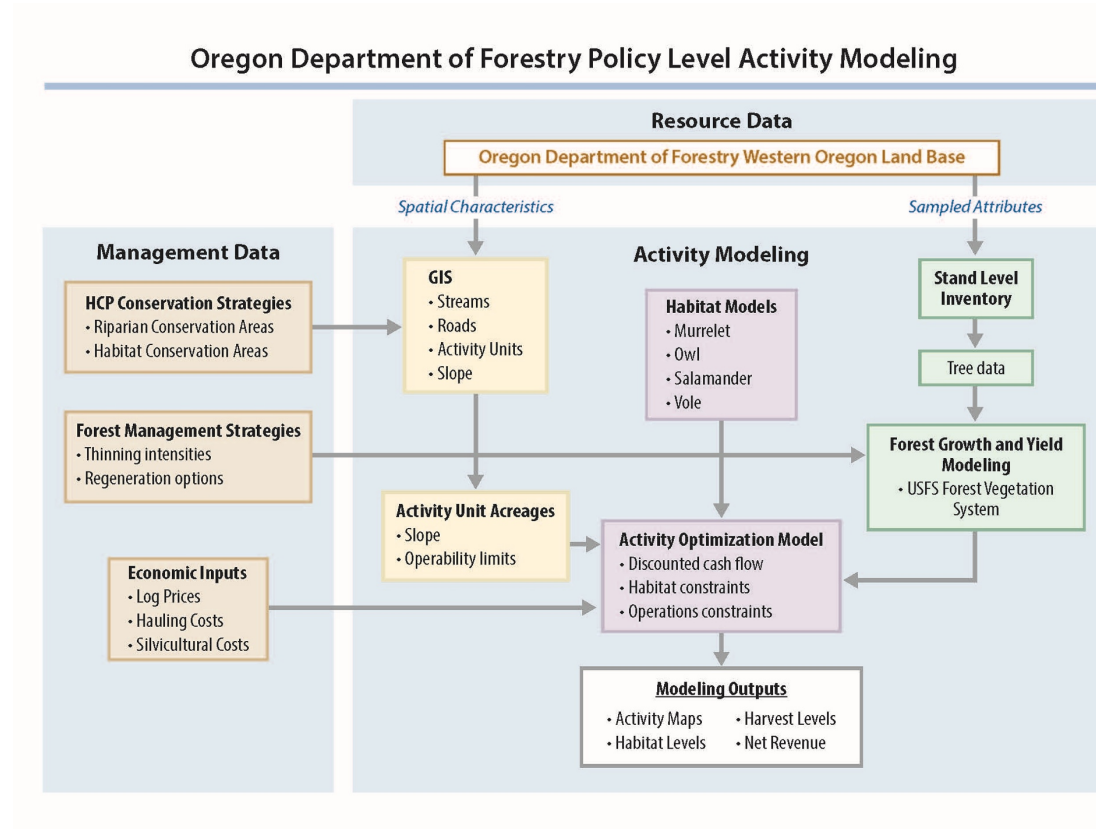 Oregon Department of Forestry Policy Level Activity Modeling
Resource Data
Oregon Department of Forestry Western Oregon Land Base
Spatial Characteristics
Sampled Attributes
Management Data
HCP Conservation Strategies
• Riparian Conservation Areas
• Habitat Conservation Areas
Forest Management Strategies
• Thinning intensities
• Regeneration options
Economic Inputs
• Log Prices
• Hauling Costs
• Silvicultural Costs
Activity Modeling
GIS
• Streams
• Roads
• Activity Units
• Slope
Activity Unit Acreages
• Slope
• Operability limits
Habitat Models
• Murrelet
• Owl
• Salamander
• Vole
Stand Level
Inventory
Tree data
Forest Growth and Yield
Modeling
• USFS Forest Vegetation
System
Activity Optimization Model
• Discounted cash flow
• Habitat constraints
• Operations constraints
Modeling Outputs
• Activity Maps
• Habitat Levels
• Harvest Levels
• Net Revenue